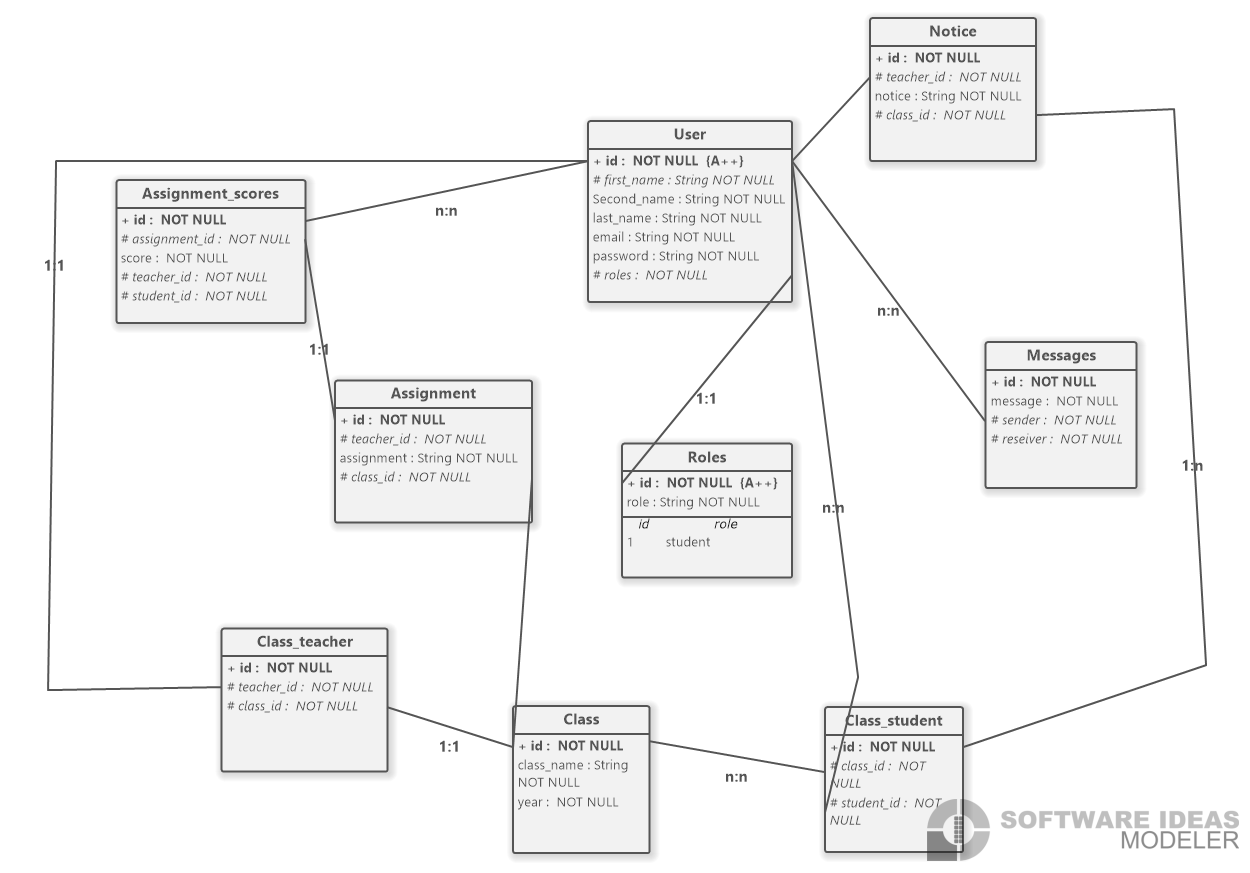 Notice
+ id :  NOT NULL
# teacher_id :  NOT NULL
notice : String NOT NULL
# class_id :  NOT NULL
User
+ id :  NOT NULL  {A++}
# first_name : String NOT NULL
Second_name : String NOT NULL
last_name : String NOT NULL
email : String NOT NULL
password : String NOT NULL
# roles :  NOT NULL
Assignment_scores
+ id :  NOT NULL
# assignment_id :  NOT NULL
score :  NOT NULL
# teacher_id :  NOT NULL
# student_id :  NOT NULL
n:n
1:1
1:1
n:n
Messages
+ id :  NOT NULL
message :  NOT NULL
# sender :  NOT NULL
# reseiver :  NOT NULL
Assignment
+ id :  NOT NULL
# teacher_id :  NOT NULL
assignment : String NOT NULL
# class_id :  NOT NULL
1:1
Roles
+ id :  NOT NULL  {A++}
role : String NOT NULL
id role
1 student
1:n
n:n
Class_teacher
+ id :  NOT NULL
# teacher_id :  NOT NULL
# class_id :  NOT NULL
1:1
Class
+ id :  NOT NULL
class_name : String
NOT NULL
year :  NOT NULL
n:n
Class_student
+ id :  NOT NULL
# class_id :  NOT
NULL
# student_id :  NOT
NULL
SOFTWARE IDEAS
MODELER